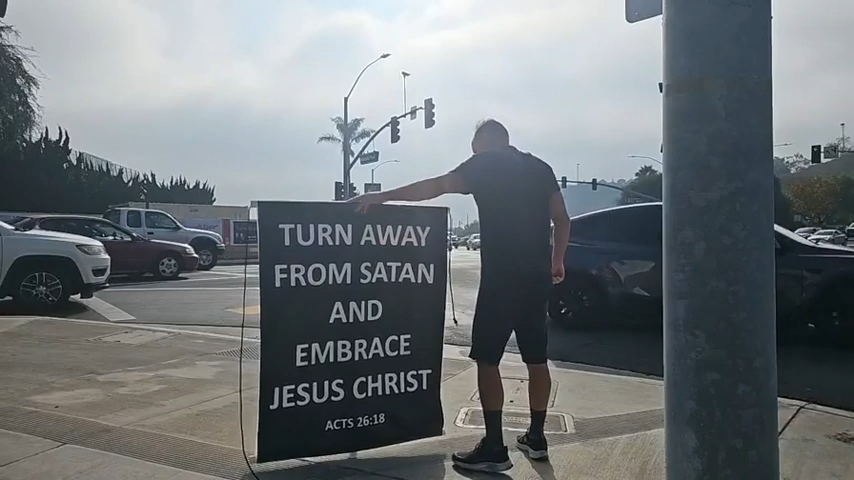 TURN AWAY
FROM SATAN
AND
EMBRACE
JESUS CHRIST
ACTS 26:18